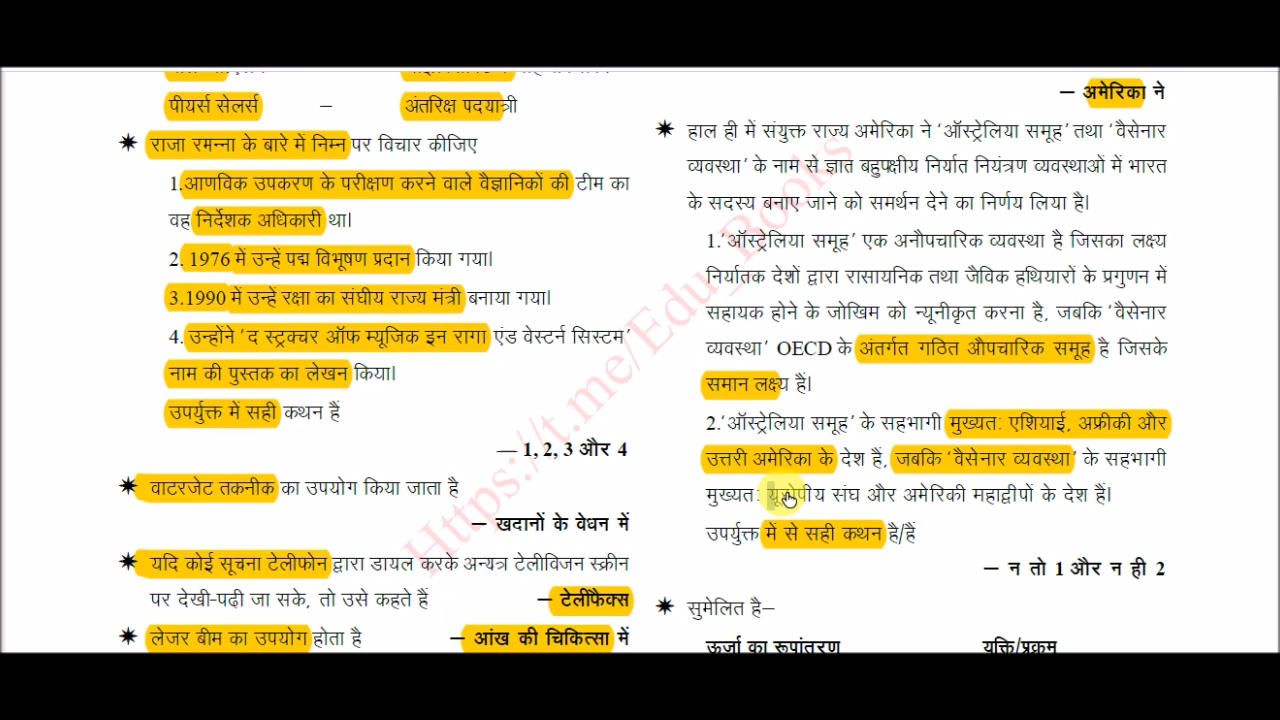 पीयर्स सेलर्स – अंतरिक्ष पदयात्री
✷ राजा रमन्ना के बारे में निम्न पर विचार कीजिए
1.आणविक उपकरण के परीक्षण करने वाले वैज्ञानिकों की टीम का
वह निर्देशक अधिकारी था।
2. 1976 में उन्हें पद्म विभूषण प्रदान किया गया।
3.1990 में उन्हें रक्षा का संघीय राज्य मंत्री बनाया गया।
4. उन्होंने ‘द स्ट्रक्चर ऑफ म्यूजिक इन रागा एंड वेस्टर्न सिस्टम’
नाम की पुस्तक का लेखन किया।
उपर्युक्त में सही कथन हैं
— 1, 2, 3 और 4
✷ वाटरजेट तकनीक का उपयोग किया जाता है
– खदानों के वेधन में
✷ यदि कोई सूचना टेलीफोन द्वारा डायल करके अन्यत्र टेलीविजन स्क्रीन
पर देखी-पढ़ी जा सके, तो उसे कहते हैं – टेलीफैक्स
✷ लेजर बीम का उपयोग होता है – आंख की चिकित्सा में
– अमेरिका ने
✷ हाल ही में संयुक्त राज्य अमेरिका ने ‘ऑस्ट्रेलिया समूह’ तथा ‘वैसेनार
व्यवस्था’ के नाम से ज्ञात बहुपक्षीय निर्यात नियंत्रण व्यवस्थाओं में भारत
के सदस्य बनाए जाने को समर्थन देने का निर्णय लिया है।
1.‘ऑस्ट्रेलिया समूह’ एक अनौपचारिक व्यवस्था है जिसका लक्ष्य
निर्यातक देशों द्वारा रासायनिक तथा जैविक हथियारों के प्रगुणन में
सहायक होने के जोखिम को न्यूनीकृत करना है, जबकि ‘वैसेनार
व्यवस्था’ OECD के अंतर्गत गठित औपचारिक समूह है जिसके
समान लक्ष्य हैं।
2.‘ऑस्ट्रेलिया समूह’ के सहभागी मुख्यतः एशियाई, अफ्रीकी और
उत्तरी अमेरिका के देश हैं, जबकि ‘वैसेनार व्यवस्था’ के सहभागी
मुख्यतः यूरोपीय संघ और अमेरिकी महाद्वीपों के देश हैं।
उपर्युक्त में से सही कथन है/हैं
– न तो 1 और न ही 2
✷ सुमेलित है–
ऊर्जा का रूपांतरण युक्ति/प्रक्रम
Https://t.me/Edu_Books